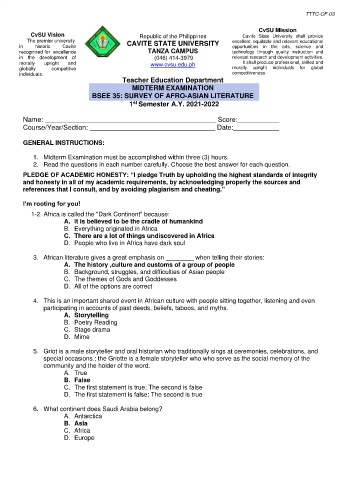 TTTC-CF-03
CvSU Vision
The premier university
in historic Cavite
recognized for excellence
in the development of
morally upright and
globally competitive
individuals.
Republic of the Philippines
CAVITE STATE UNIVERSITY
TANZA CAMPUS
(046) 414-3979
www.cvsu.edu.ph
CvSU Mission
Cavite State University shall provide
excellent, equitable and relevant educational
opportunities in the arts, science and
technology through quality instruction and
relevant research and development activities.
It shall produce professional, skilled and
morally upright individuals for global
competitiveness.
Teacher Education Department
MIDTERM EXAMINATION
BSEE 35: SURVEY OF AFRO-ASIAN LITERATURE
1st Semester A.Y. 2021-2022
Name: ____________ Score:____________
Course/Year/Section: ____________ Date:____________
GENERAL INSTRUCTIONS:
1. Midterm Examination must be accomplished within three (3) hours.
2. Read the questions in each number carefully. Choose the best answer for each question.
PLEDGE OF ACADEMIC HONESTY: "I pledge Truth by upholding the highest standards of integrity
and honesty in all of my academic requirements, by acknowledging properly the sources and
references that I consult, and by avoiding plagiarism and cheating."
I'm rooting for you!
1-2. Africa is called the "Dark Continent" because:
A. It is believed to be the cradle of humankind
B. Everything originated in Africa
C. There are a lot of things undiscovered in Africa
D. People who live in Africa have dark soul
3. African literature gives a great emphasis on ________ when telling their stories:
A. The history ,culture and customs of a group of people
B. Background, struggles, and difficulties of Asian people
C. The themes of Gods and Goddesses
D. All of the options are correct
4. This is an important shared event in African culture with people sitting together, listening and even
participating in accounts of past deeds, beliefs, taboos, and myths.
A. Storytelling
B. Poetry Reading
C. Stage drama
D. Mime
5. Griot is a male storyteller and oral historian who traditionally sings at ceremonies, celebrations, and
special occasions.; the Griotte is a female storyteller who who serve as the social memory of the
community and the holder of the word.
A. True
B. False
C. The first statement is true; The second is false
D. The first statement is false; The second is true
6. What continent does Saudi Arabia belong?
A. Antarctica
B. Asia
C. Africa
D. Europe